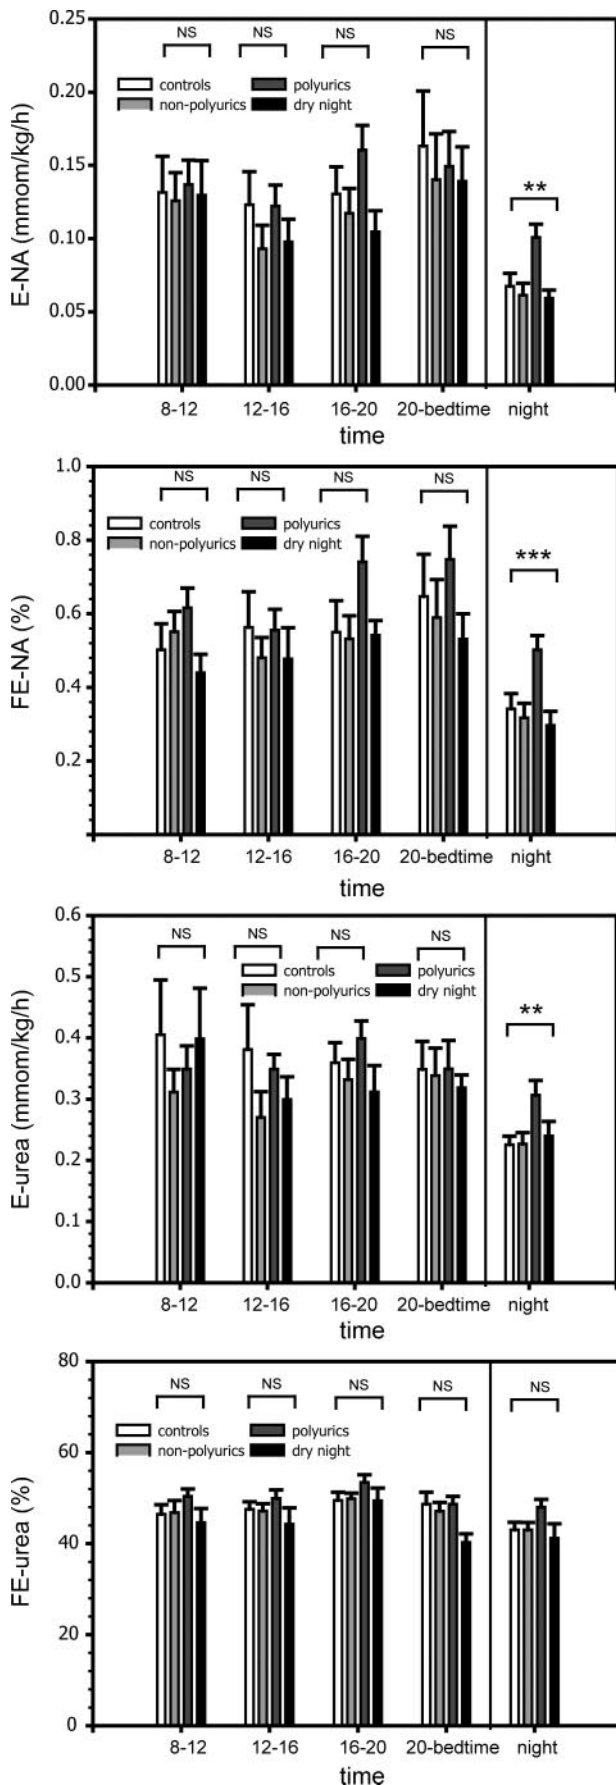 0.25
NS NS NS NS
controls polyurics
0.20
non-polyurics dry night
E-NA (mmom/kg/h)
0.15
**
0.10
0.05
0.00
8-12 12-16 16-20 20-bedtime night
time
1.0
NS NS NS NS
controls polyurics
0.8
non-polyurics dry night
***
FE-NA (%)
0.6
0.4
0.2
8-12 12-16 16-20 20-bedtime night
time
0.6
NS NS NS NS
controls polyurics
0.5
non-polyurics dry night
**
E-urea (mmom/kg/h)
0.4
0.3
0.2
0.1
0.0
8-12 12-16 16-20 20-bedtime night
time
80
NS NS NS NS NS
controls polyurics
non-polyurics dry night
60
FE-urea (%)
40
20
0
8-12 12-16 16-20 20-bedtime night
time